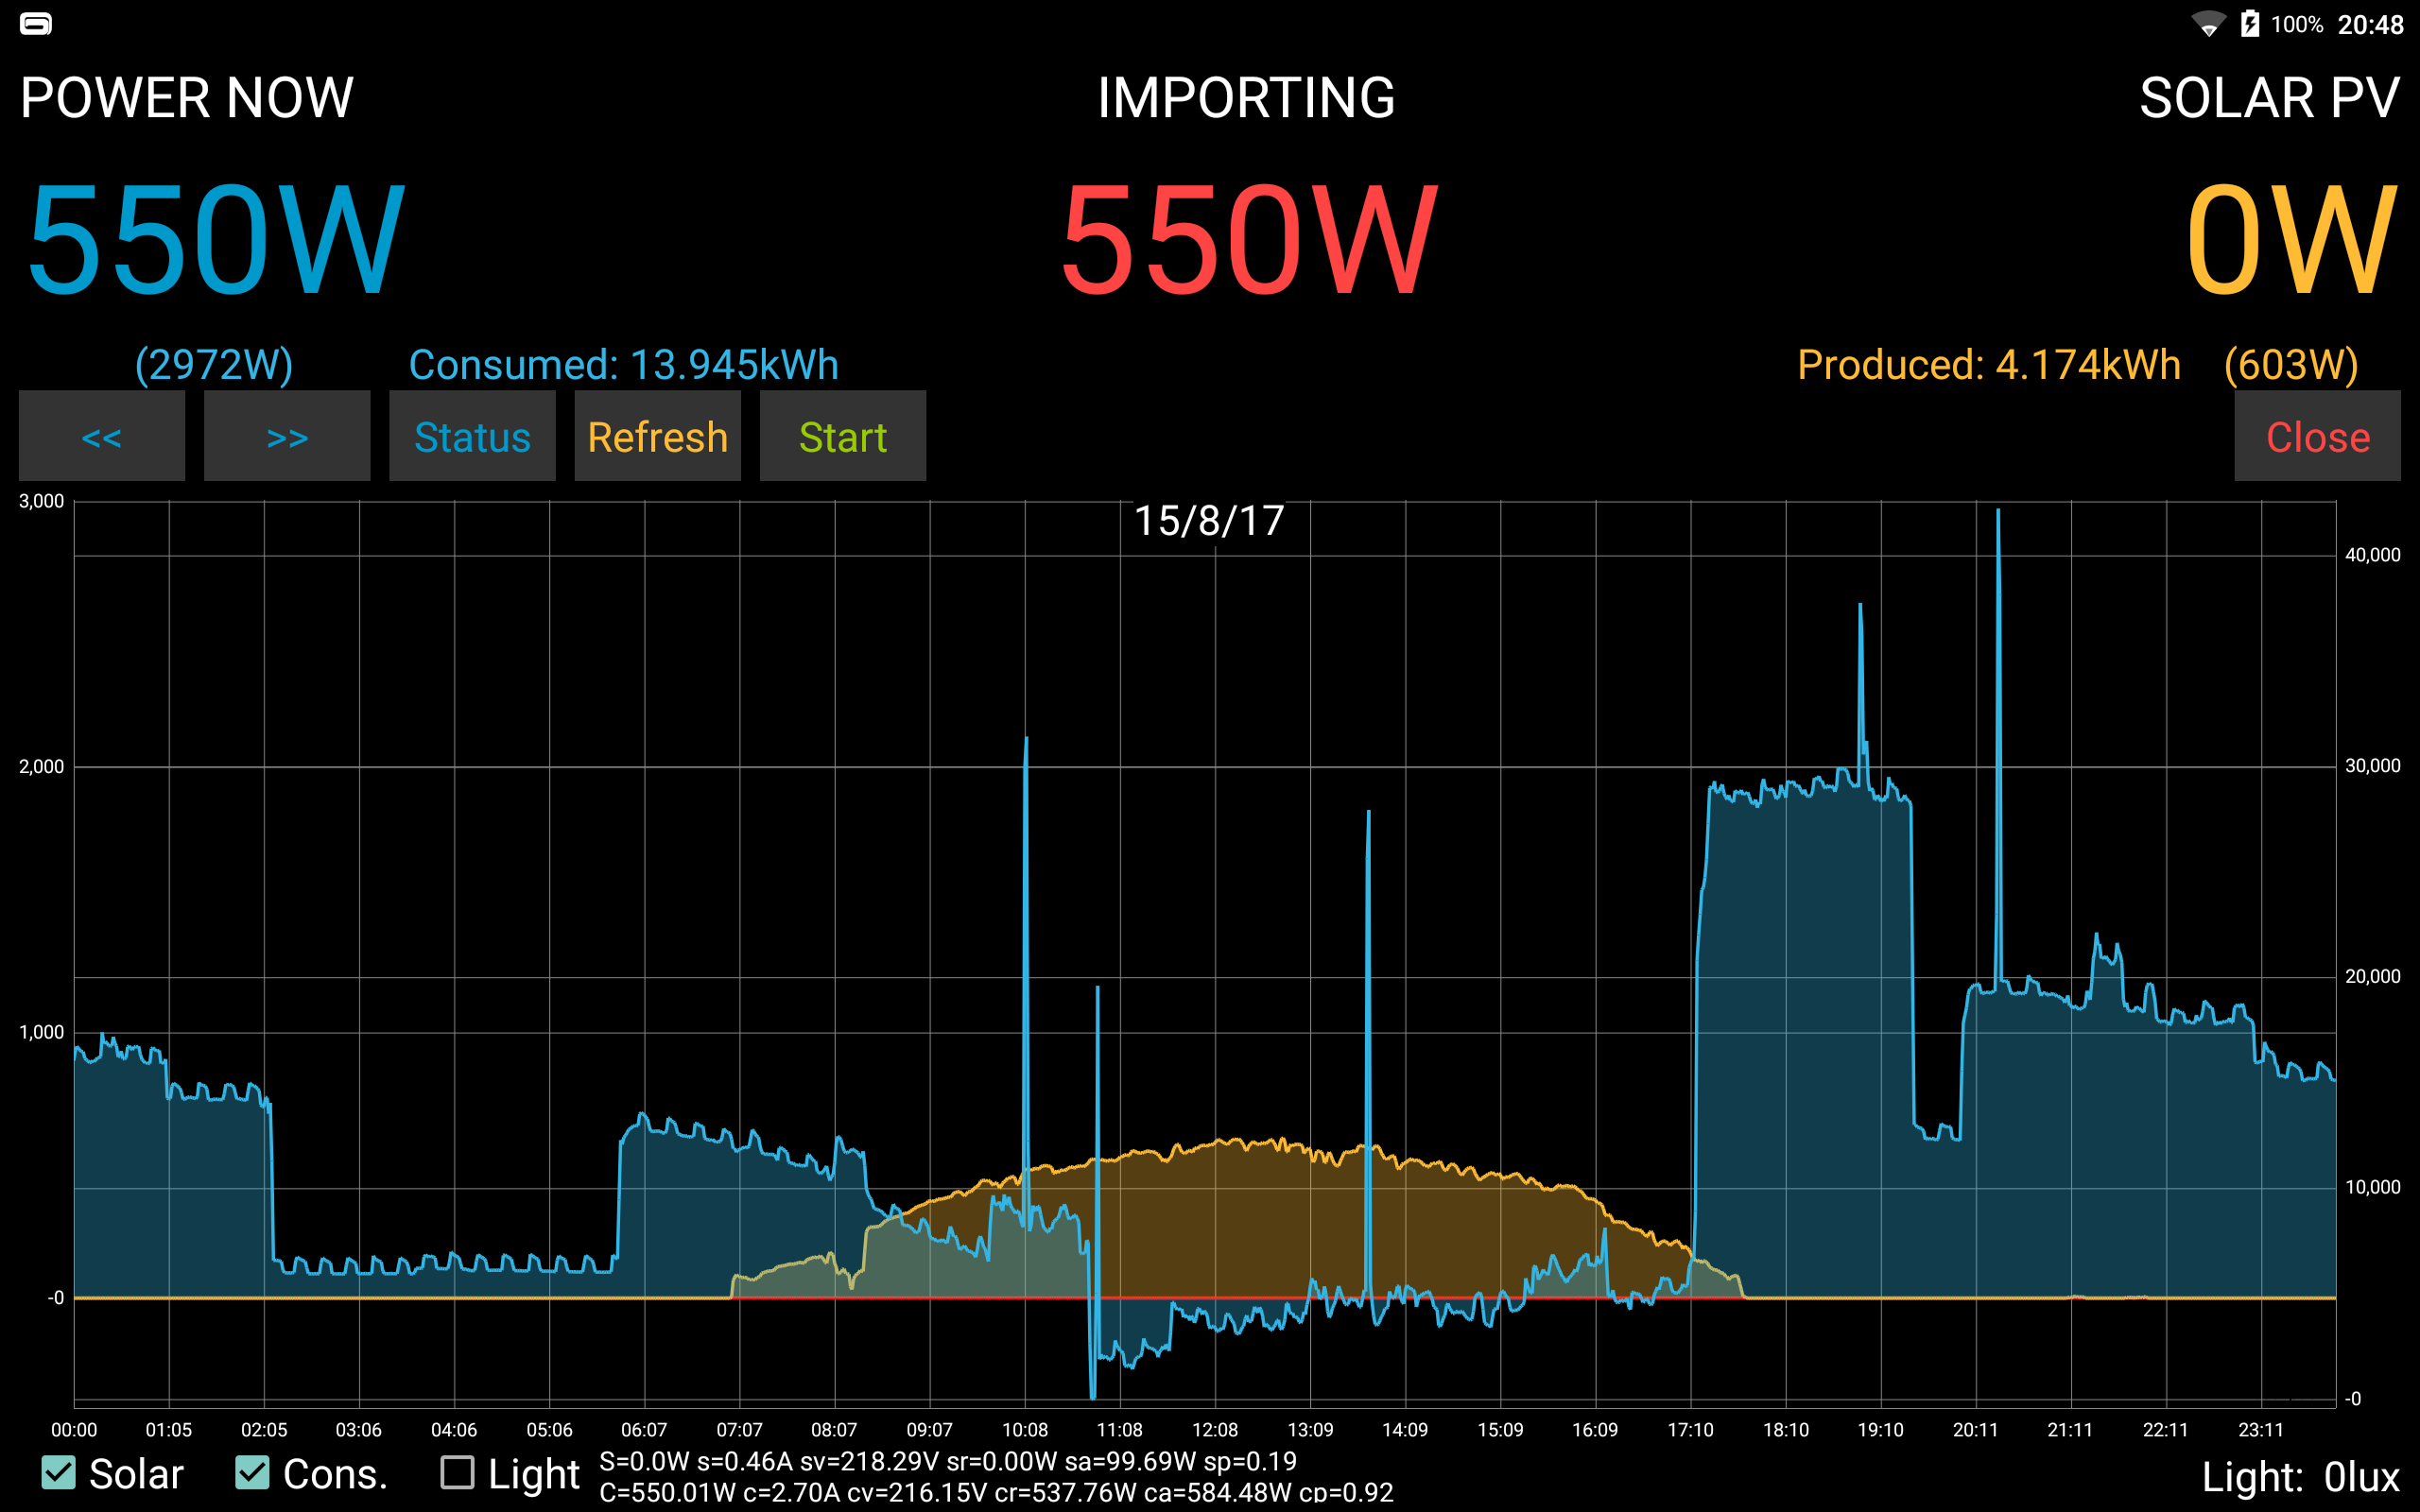 100% 20:48
POWER NOW IMPORTING SOLAR PV
550W 550W 0W
(2972W) Consumed: 13.945kWh Produced: 4.174kWh (603W)
<< >> Status Refresh Start Close
3,000
15/8/17
40,000
2,000 30,000
20,000
1,000
10,000
-0
-0
00:00 01:05 02:05 03:06 04:06 05:06 06:07 07:07 08:07 09:07 10:08 11:08 12:08 13:09 14:09 15:09 16:09 17:10 18:10 19:10 20:11 21:11 22:11 23:11
Solar Cons. Light
S=0.0W s=0.46A sv=218.29V sr=0.00W sa=99.69W sp=0.19
C=550.01W c=2.70A cv=216.15V cr=537.76W ca=584.48W cp=0.92
Light: 0lux